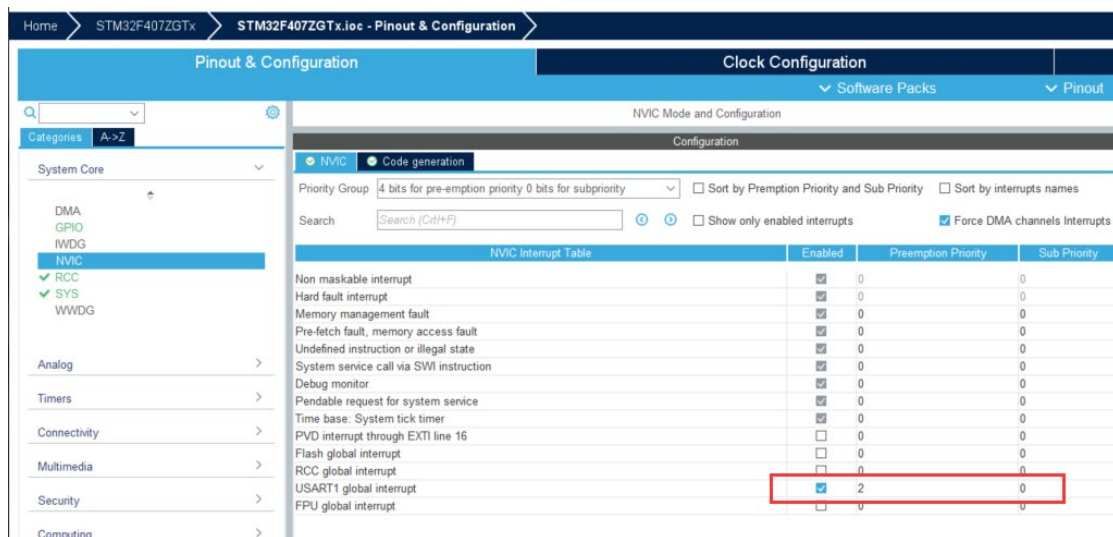 Home STM32F407ZGTx STM32F407ZGTx.ioc - Pinout & Configuration
Pinout & Configuration Clock Configuration
Software Packs Pinout
NVIC Mode and Configuration
Categories A->Z
Configuration
System Core
NVIC Code generation
Priority Group 4 bits for pre-emption priority 0 bits for subpriority Sort by Premption Priority and Sub Priority Sort by interrupts names
DMA
GPIO
IWDG
NVIC
RCC
SYS
WWDG
Search Search (Crtl+F) Show only enabled interrupts Force DMA channels Interrupts
NVIC Interrupt Table Enabled Preemption Priority Sub Priority
Non maskable interrupt 0 0
Hard fault interrupt 0 0
Memory management fault 0 0
Pre-fetch fault, memory access fault 0 0
Undefined instruction or illegal state 0 0
System service call via SWI instruction 0 0
Debug monitor 0 0
Pendable request for system service 0 0
Time base: System tick timer 0 0
PVD interrupt through EXTI line 16 0 0
Flash global interrupt 0 0
RCC global interrupt 0 0
USART1 global interrupt 2 0
FPU global interrupt 0 0
Analog
Timers
Connectivity
Multimedia
Security
Computing